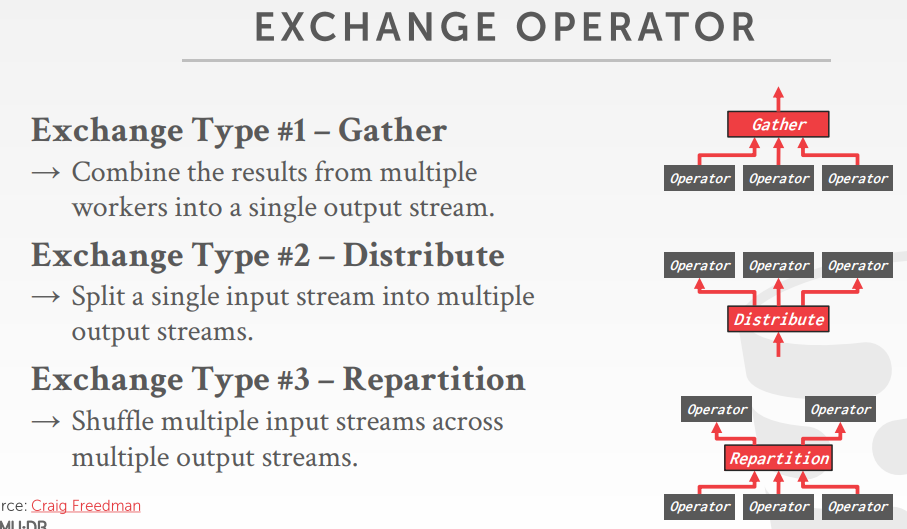 EXCHANGE OPERATOR
Exchange Type #1 – Gather
→ Combine the results from multiple
workers into a single output stream.
Exchange Type #2 – Distribute
→ Split a single input stream into multiple
output streams.
Exchange Type #3 – Repartition
→ Shuffle multiple input streams across
multiple output streams.
rce: Craig Freedman
Gather
Operator Operator Operator
Operator Operator Operator
Distribute
Operator Operator
Repartition
Operator Operator Operator